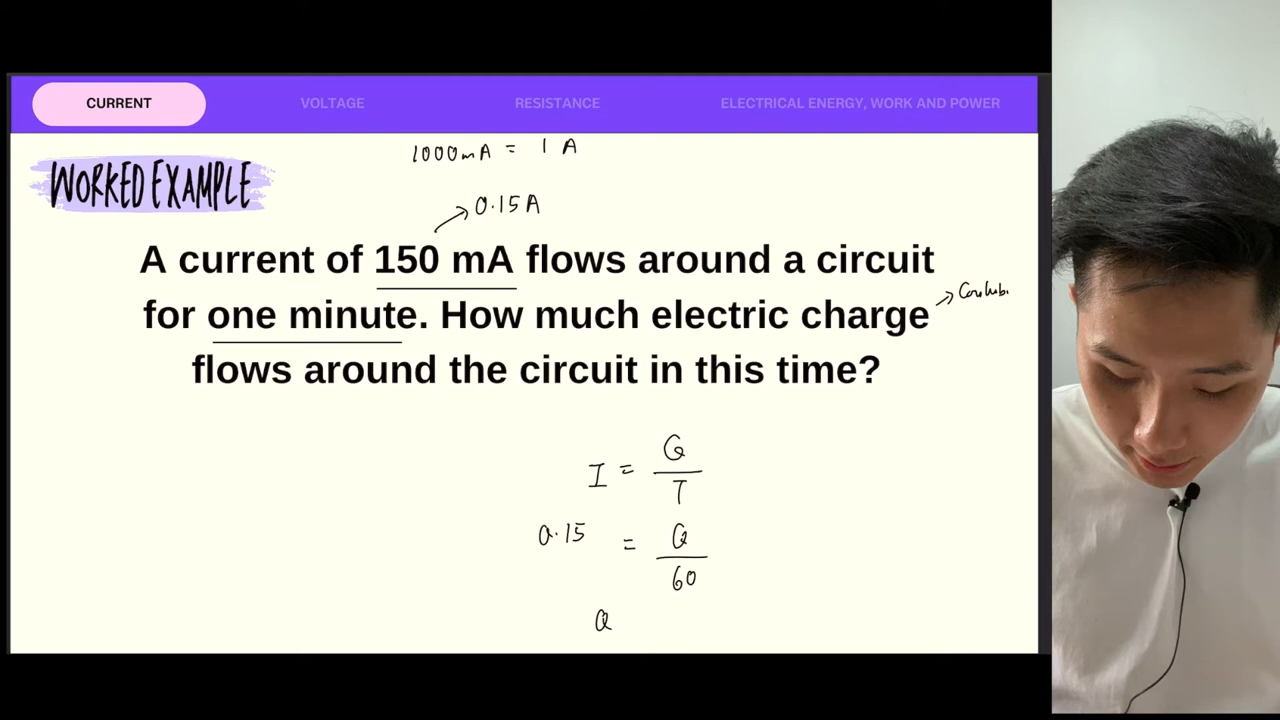 CURRENT VOLTAGE RESISTANCE ELECTRICAL ENERGY, WORK AND POWER
1000mA = 1 A
WORKED EXAMPLE
0.15A
A current of 150 mA flows around a circuit
for one minute. How much electric charge
flows around the circuit in this time?
I = Q / T
0.15 = Q / 60
Q